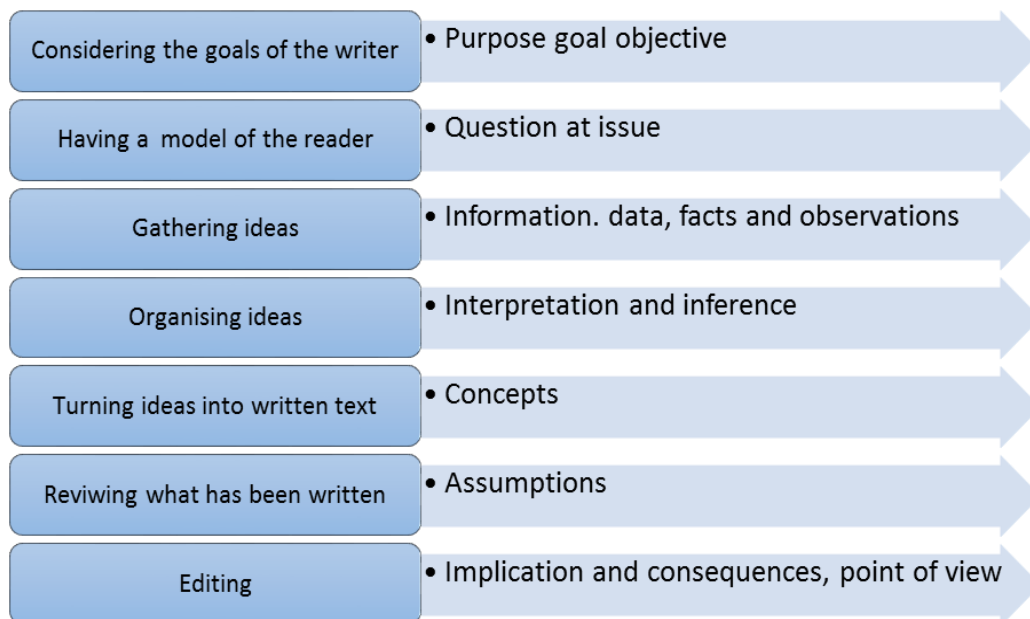 Considering the goals of the writer
• Purpose goal objective
Having a model of the reader
• Question at issue
Gathering ideas
• Information. data, facts and observations
Organising ideas
• Interpretation and inference
Turning ideas into written text
• Concepts
Reviwing what has been written
• Assumptions
Editing
• Implication and consequences, point of view